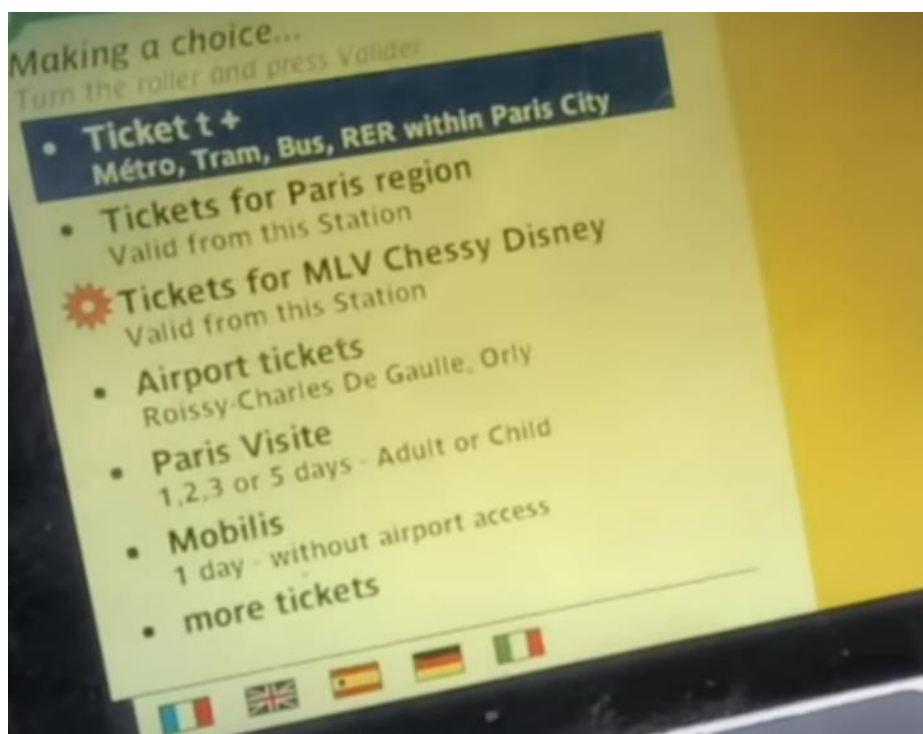 Making a choice...
Turn the roller and press Valider
Ticket t+
Métro, Tram, Bus, RER within Paris City
Tickets for Paris region
Valid from this Station
Tickets for MLV Chessy Disney
Valid from this Station
Airport tickets
Roissy-Charles De Gaulle, Orly
Paris Visite
1,2,3 or 5 days - Adult or Child
Mobilis
1 day - without airport access
more tickets